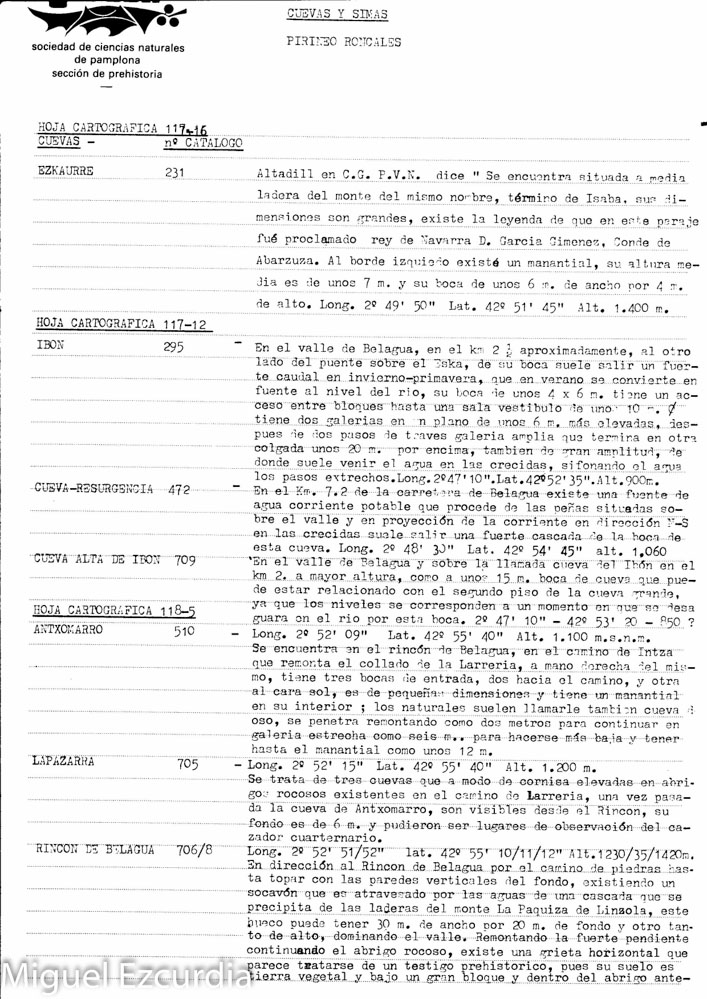 CUEVAS Y SIMAS
PIRINEO RONCALES
sociedad de ciencias naturales
de pamplona
sección de prehistoria
HOJA CARTOGRAFICA 117-16
CUEVAS - nº CATALOGO
EZKAURRE 231 Altadill en C.G. P.V.N. dice " Se encuentra situada a media
ladera del monte del mismo nombre, término de Isaba, sus di-
mensiones son grandes, existe la leyenda de que en este paraje
fué proclamado rey de Navarra D. Garcia Gimenez, Conde de
Abarzuza. Al borde izquierdo existé un manantial, su altura me-
dia es de unos 7 m. y su boca de unos 6 m. de ancho por 4 m.
de alto. Long. 2º 49' 50" Lat. 42º 51' 45" Alt. 1.400 m.
HOJA CARTOGRAFICA 117-12
IBON 295 - En el valle de Belagua, en el km 2 ½ aproximadamente, al otro
lado del puente sobre el Eska, de su boca suele salir un fuer-
te caudal en invierno-primavera, que en verano se convierte en
fuente al nivel del rio, su boca de unos 4 x 6 m. tiene un ac-
ceso entre bloques hasta una sala vestibulo de unos 10 m. y
tiene dos galerias en n plano de unos 6 m. más elevadas, des-
pues de dos pasos de traves galeria amplia que termina en otra
colgada unos 20 m. por encima, tambien de gran amplitud, de
donde suele venir el agua en las crecidas, sifonando el agua
los pasos extrechos.Long.2º47'10".Lat.42º52'35".Alt.900m.
CUEVA-RESURGENCIA 472 - En el Km. 7.2 de la carretera de Belagua existe una fuente de
agua corriente potable que procede de las peñas situadas so-
bre el valle y en proyección de la corriente en dirección N-S
en las crecidas suele salir una fuerte cascada de la boca de
esta cueva. Long. 2º 48' 30" Lat. 42º 54' 45" alt. 1,060
CUEVA ALTA DE IBON 709 'En el valle de Belagua y sobre la llamada cueva del Ibón en el
km 2. a mayor altura, como a unos 15 m. boca de cueva que pue-
de estar relacionado con el segundo piso de la cueva grande,
ya que los niveles se corresponden a un momento en que se desa
guara en el rio por esta boca. 2º 47' 10" - 42º 53' 20 - 850 ?
HOJA CARTOGRAFICA 118-5
ANTXOMARRO 510 - Long. 2º 52' 09" Lat. 42º 55' 40" Alt. 1.100 m.s.n.m.
Se encuentra en el rincón de Belagua, en el camino de Intza
que remonta el collado de la Larreria, a mano derecha del mis-
mo, tiene tres bocas de entrada, dos hacia el camino, y otra
al cara sol, es de pequeñas dimensiones y tiene un manantial
en su interior ; los naturales suelen llamarle tambien cueva d
oso, se penetra remontando como dos metros para continuar en
galeria estrecha como seis m.. para hacerse más baja y tener
hasta el manantial como unos 12 m.
LAPAZARRA 705 - Long. 2º 52' 15" Lat. 42º 55' 40" Alt. 1.200 m.
Se trata de tres cuevas que a modo de cornisa elevadas en abri-
gos rocosos existentes en el camino de Larreria, una vez pasa-
da la cueva de Antxomarro, son visibles desde el Rincon, su
fondo es de 6 m. y pudieron ser lugares de observación del ca-
zador cuarternario.
RINCON DE BELAGUA 706/8 Long. 2º 52' 51/52" lat. 42º 55' 10/11/12" Alt.1230/35/1420m.
En dirección al Rincon de Belagua por el camino de piedras has-
ta topar con las paredes verticales del fondo, existiendo un
socavón que es atravesado por las aguas de una cascada que se
precipita de las laderas del monte La Paquiza de Linzola, este
hueco puede tener 30 m. de ancho por 20 m. de fondo y otro tan-
to de alto, dominando el valle. Remontando la fuerte pendiente
continuando el abrigo rocoso, existe una grieta horizontal que
parece tratarse de un testigo prehistorico, pues su suelo es
tierra vegetal y bajo un gran bloque y dentro del abrigo ante-
Miguel Ezcurdia